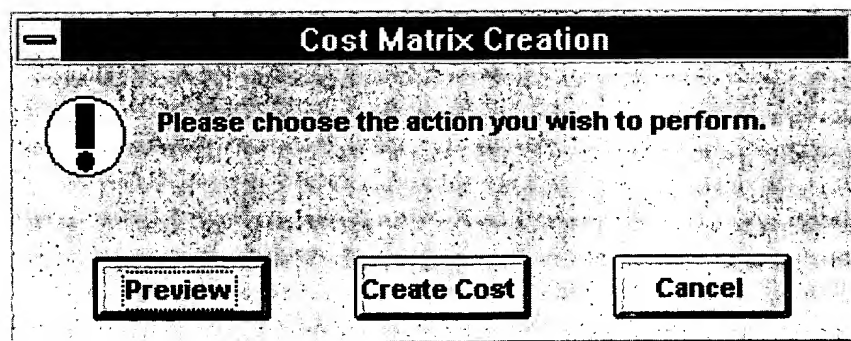 Cost Matrix Creation
Please choose the action you wish to perform.
Preview Create Cost Cancel